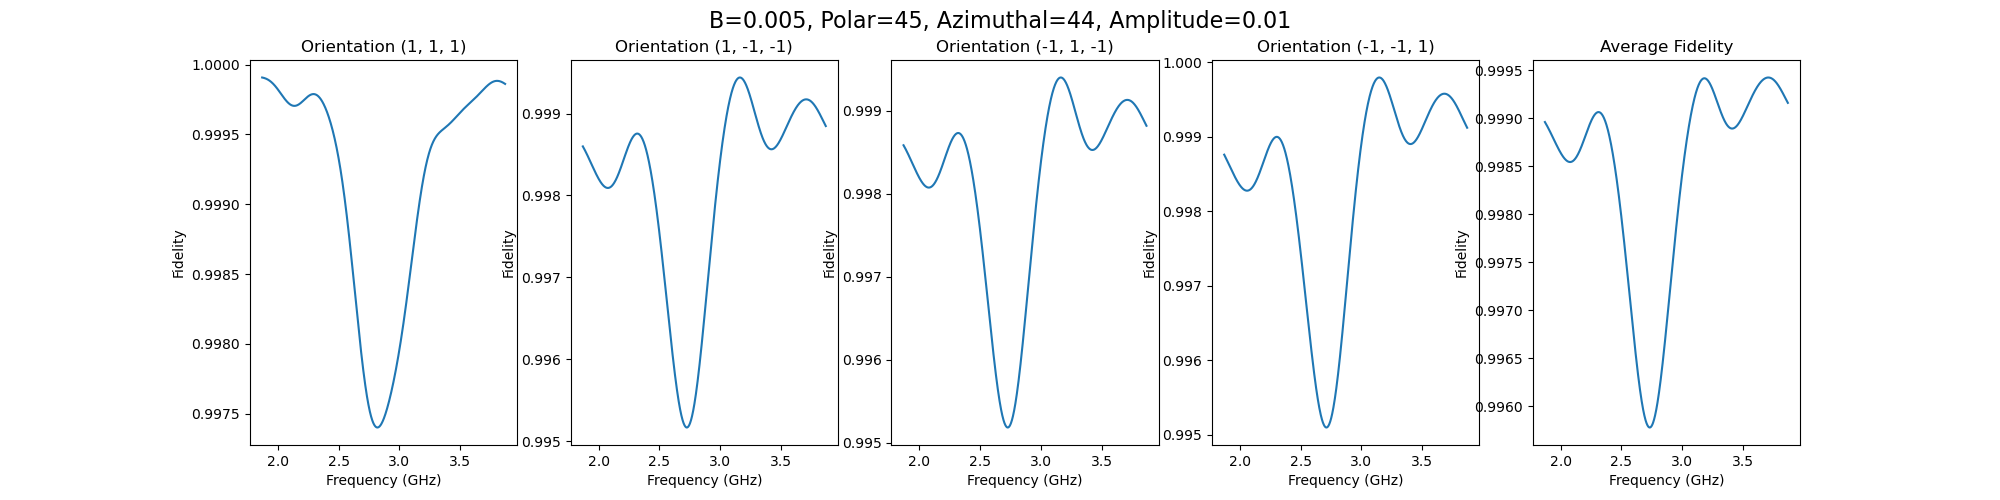 B=0.005, Polar=45, Azimuthal=44, Amplitude=0.01
Orientation (1, 1, 1)
1.0000
0.9995
0.9990
0.9985
0.9980
0.9975
Fidelity
2.0 2.5 3.0 3.5
Frequency (GHz)
Orientation (1, -1, -1)
0.999
0.998
0.997
0.996
0.995
Fidelity
2.0 2.5 3.0 3.5
Frequency (GHz)
Orientation (-1, 1, -1)
0.999
0.998
0.997
0.996
0.995
Fidelity
2.0 2.5 3.0 3.5
Frequency (GHz)
Orientation (-1, -1, 1)
1.000
0.999
0.998
0.997
0.996
0.995
Fidelity
2.0 2.5 3.0 3.5
Frequency (GHz)
Average Fidelity
0.9995
0.9990
0.9985
0.9980
0.9975
0.9970
0.9965
0.9960
Fidelity
2.0 2.5 3.0 3.5
Frequency (GHz)